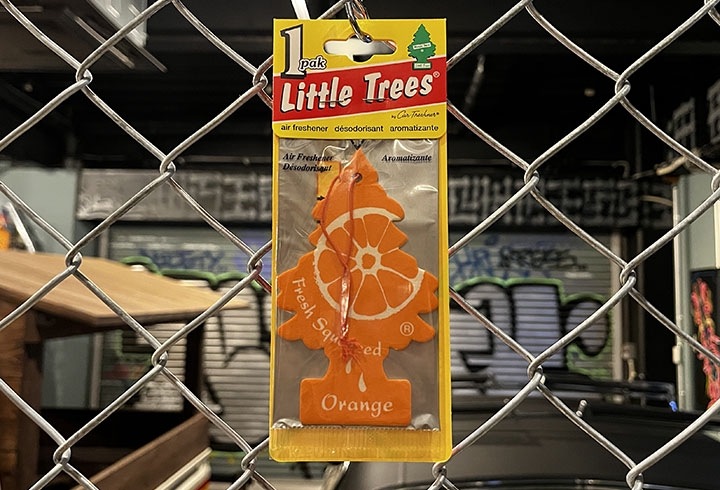 1
pak
Little Trees®
by Car-Freshner®
air freshener désodorisant aromatizante
Air Freshener Aromatizante
Désodorisant
Fresh Squeezed
®
Orange